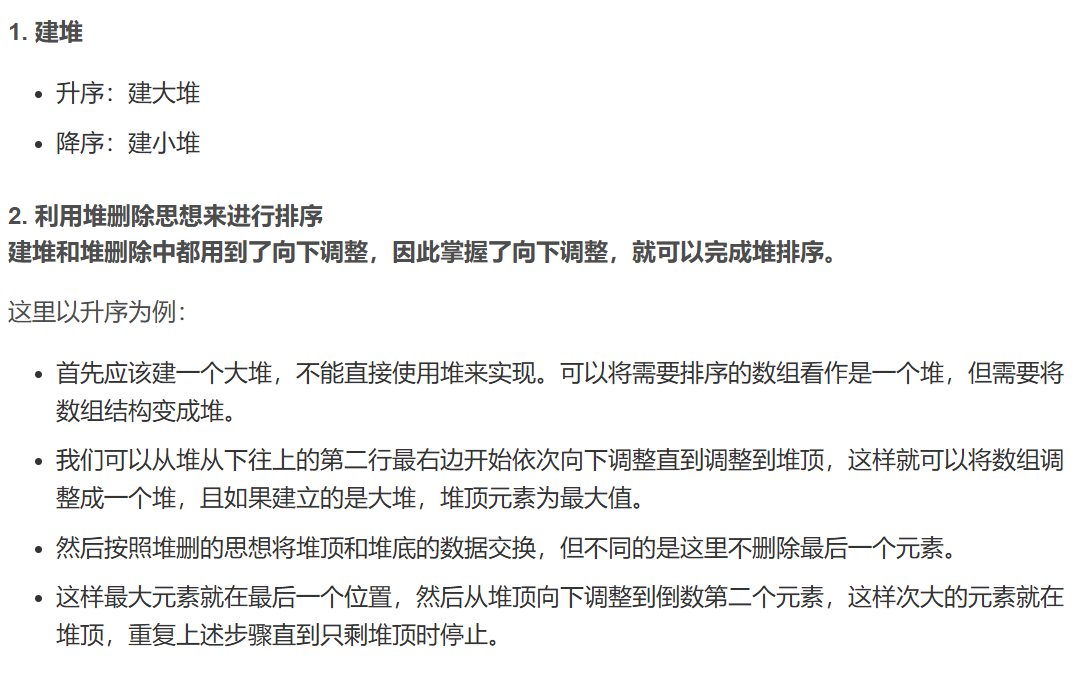 1. 建堆
• 升序：建大堆
• 降序：建小堆
2. 利用堆删除思想来进行排序
建堆和堆删除中都用到了向下调整，因此掌握了向下调整，就可以完成堆排序。
这里以升序为例：
• 首先应该建一个大堆，不能直接使用堆来实现。可以将需要排序的数组看作是一个堆，但需要将
数组结构变成堆。
• 我们可以从堆从下往上的第二行最右边开始依次向下调整直到调整到堆顶，这样就可以将数组调
整成一个堆，且如果建立的是大堆，堆顶元素为最大值。
• 然后按照堆删的思想将堆顶和堆底的数据交换，但不同的是这里不删除最后一个元素。
• 这样最大元素就在最后一个位置，然后从堆顶向下调整到倒数第二个元素，这样次大的元素就在
堆顶，重复上述步骤直到只剩堆顶时停止。